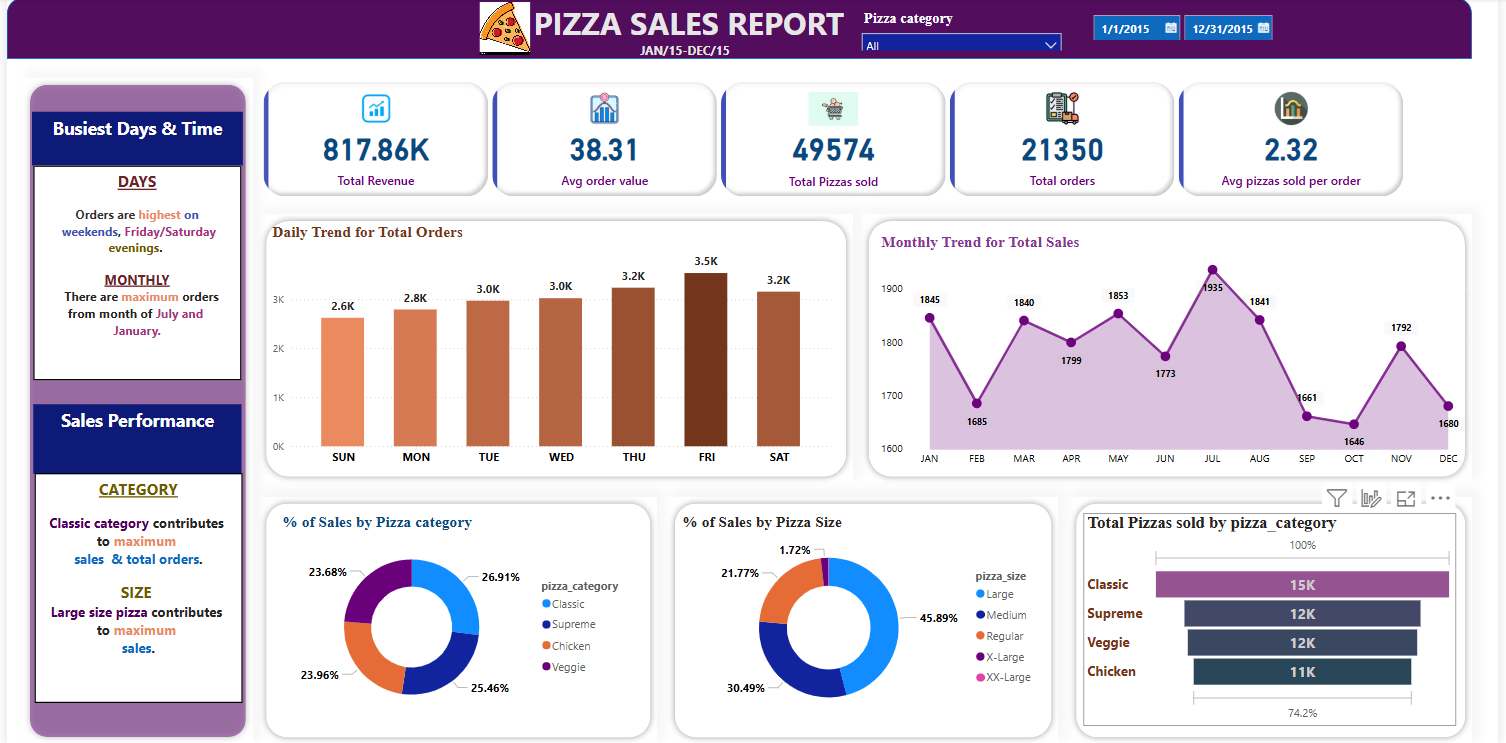 PIZZA SALES REPORT
JAN/15-DEC/15
Pizza category
All
1/1/2015
12/31/2015
Busiest Days & Time
DAYS
Orders are highest on
weekends, Friday/Saturday
evenings.
MONTHLY
There are maximum orders
from month of July and
January.
Sales Performance
CATEGORY
Classic category contributes
to maximum
sales & total orders.
SIZE
Large size pizza contributes
to maximum
sales.
817.86K
Total Revenue
38.31
Avg order value
49574
Total Pizzas sold
21350
Total orders
2.32
Avg pizzas sold per order
Daily Trend for Total Orders
3K
2K
1K
0K
2.6K
2.8K
3.0K
3.0K
3.2K
3.5K
3.2K
SUN
MON
TUE
WED
THU
FRI
SAT
Monthly Trend for Total Sales
1900
1800
1700
1600
1845
1685
1840
1799
1853
1773
1935
1841
1661
1646
1792
1680
JAN
FEB
MAR
APR
MAY
JUN
JUL
AUG
SEP
OCT
NOV
DEC
% of Sales by Pizza category
23.68%
26.91%
23.96%
25.46%
pizza_category
Classic
Supreme
Chicken
Veggie
% of Sales by Pizza Size
1.72%
21.77%
45.89%
30.49%
pizza_size
Large
Medium
Regular
X-Large
XX-Large
Total Pizzas sold by pizza_category
100%
Classic 15K
Supreme 12K
Veggie 12K
Chicken 11K
74.2%